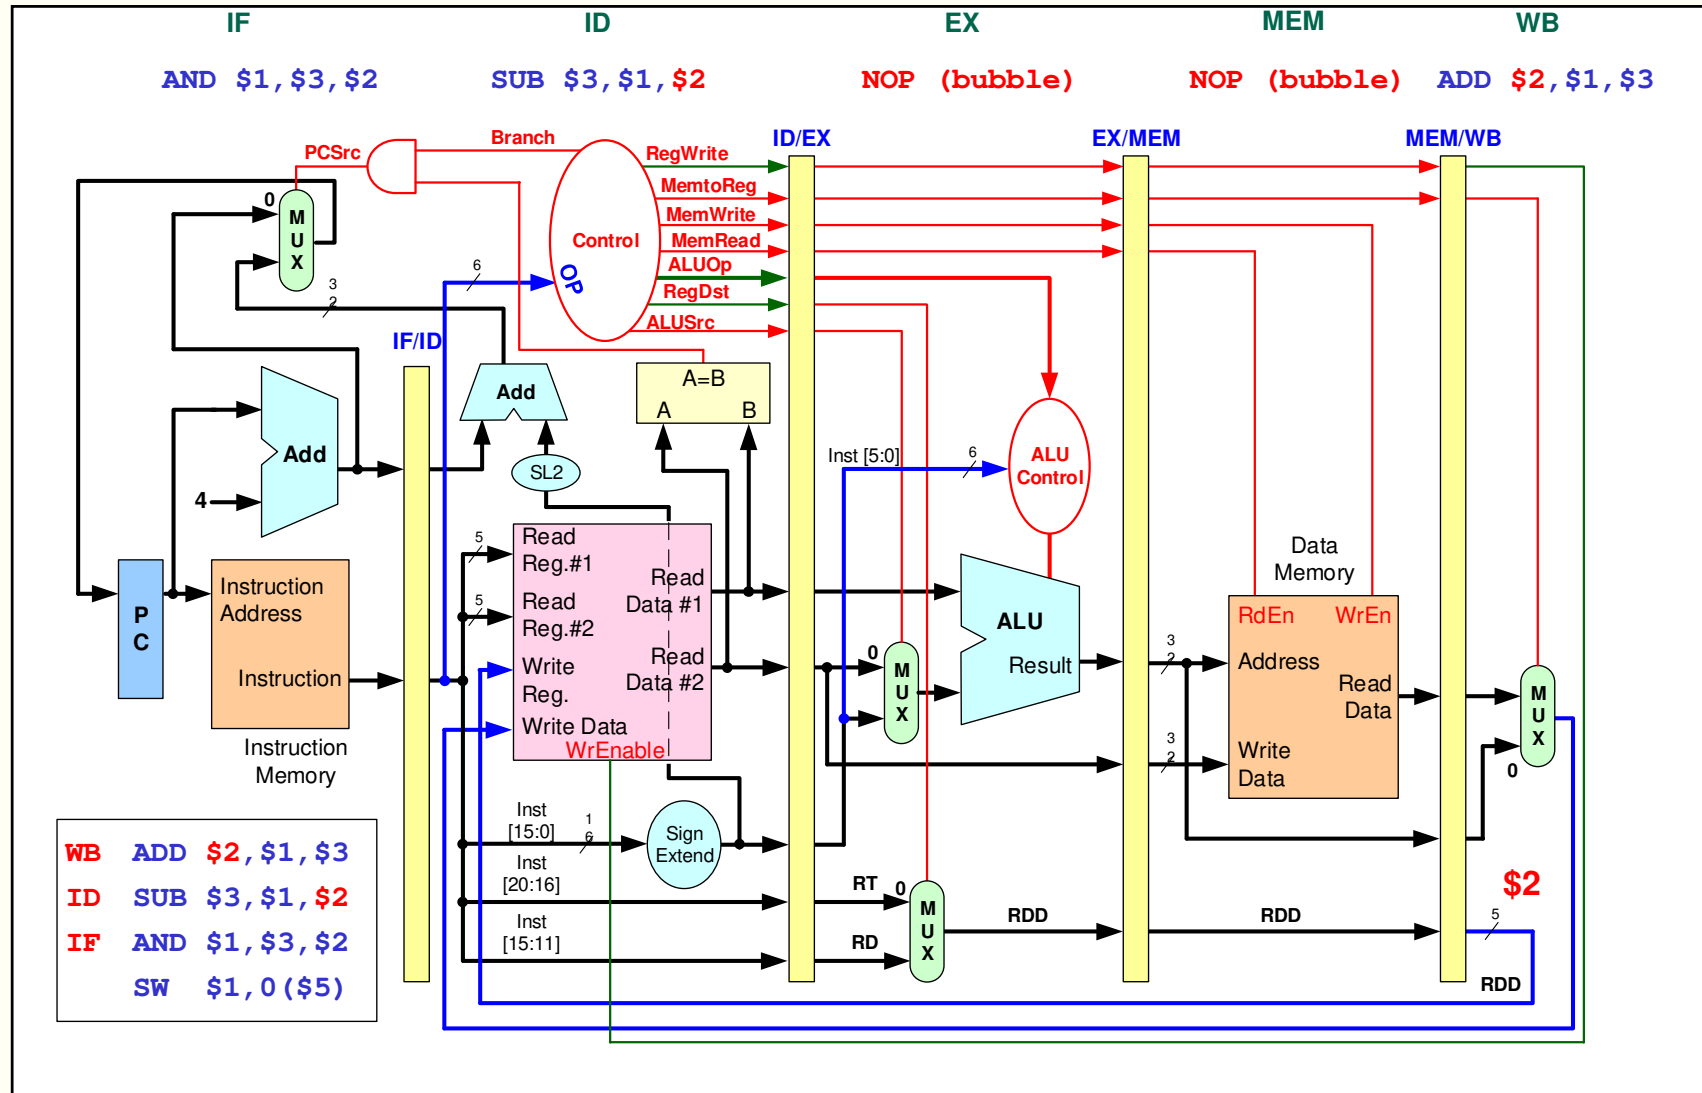 IF ID EX MEM WB
AND $1,$3,$2 SUB $3,$1,$2 NOP (bubble) NOP (bubble) ADD $2,$1,$3
ID/EX EX/MEM MEM/WB
Branch
PCSrc
RegWrite
MemtoReg
MemWrite
MemRead
ALUOp
RegDst
ALUSrc
Control
OP
6
0
M
U
X
3
2
IF/ID
Add
4
Add
SL2
A=B
A B
Inst [5:0]
6
ALU
Control
P
C
Instruction
Address
Instruction
Instruction
Memory
5
Read
Reg.#1
5
Read
Reg.#2
Write
Reg.
Write Data
WrEnable
Read
Data #1
Read
Data #2
0
M
U
X
ALU
Result
Data
Memory
RdEn WrEn
3
2
Address
Read
Data
3
2
Write
Data
M
U
X
0
Inst
[15:0]
1
6
Sign
Extend
Inst
[20:16]
Inst
[15:11]
RT
0
RD
M
U
X
RDD
RDD
$2
5
RDD
WB ADD $2,$1,$3
ID SUB $3,$1,$2
IF AND $1,$3,$2
SW $1,0($5)